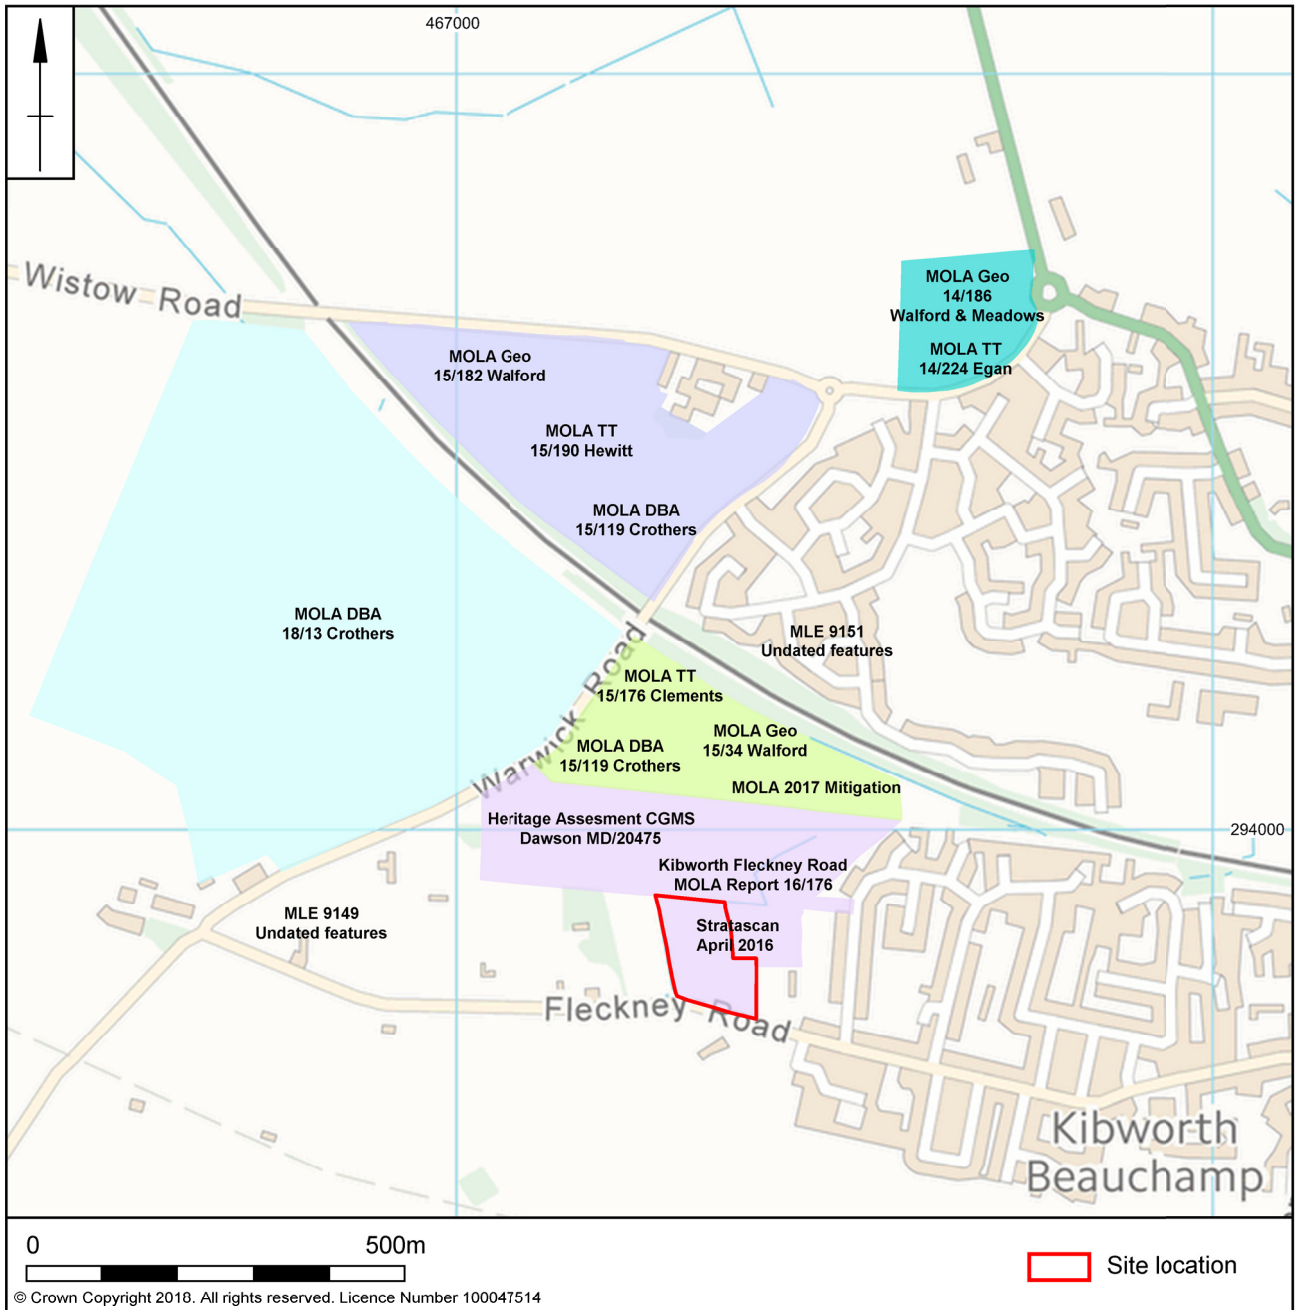 467000
Wistow Road
MOLA Geo
14/186
Walford & Meadows
MOLA TT
14/224 Egan
MOLA Geo
15/182 Walford
MOLA TT
15/190 Hewitt
MOLA DBA
15/119 Crothers
MOLA DBA
18/13 Crothers
MLE 9151
Undated features
Warwick Road
MOLA TT
15/176 Clements
MOLA Geo
15/34 Walford
MOLA DBA
15/119 Crothers
MOLA 2017 Mitigation
Heritage Assesment CGMS
Dawson MD/20475
294000
Kibworth Fleckney Road
MOLA Report 16/176
MLE 9149
Undated features
Stratascan
April 2016
Fleckney Road
Kibworth
Beauchamp
0 500m
Site location
© Crown Copyright 2018. All rights reserved. Licence Number 100047514